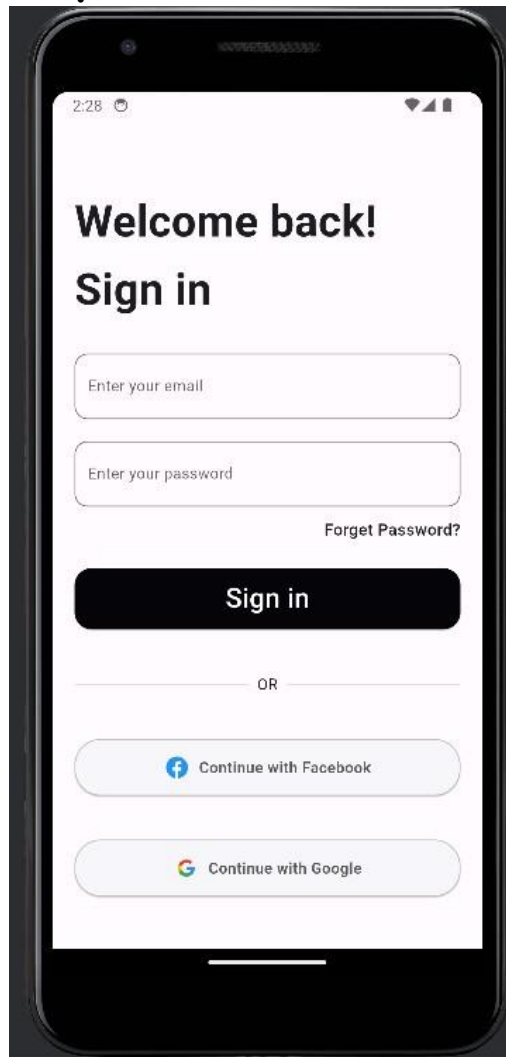 2:28
Welcome back!
Sign in
Enter your email
Enter your password
Forget Password?
Sign in
OR
Continue with Facebook
Continue with Google